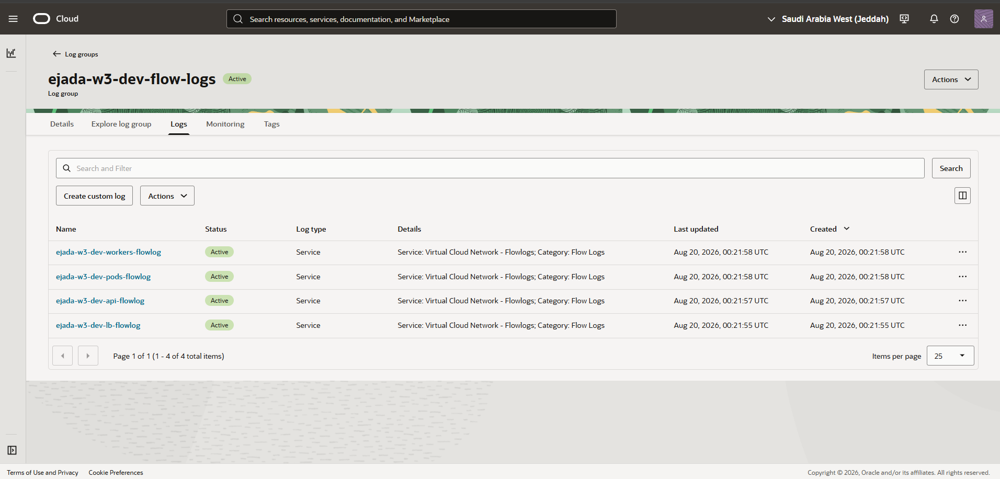 Cloud
Search resources, services, documentation, and Marketplace
Saudi Arabia West (Jeddah)
Log groups
ejada-w3-dev-flow-logs Active
Log group
Actions
Details Explore log group Logs Monitoring Tags
Search and Filter
Search
Create custom log Actions
Name Status Log type Details Last updated Created
ejada-w3-dev-workers-flowlog Active Service Service: Virtual Cloud Network - Flowlogs; Category: Flow Logs Aug 20, 2026, 00:21:58 UTC Aug 20, 2026, 00:21:58 UTC
ejada-w3-dev-pods-flowlog Active Service Service: Virtual Cloud Network - Flowlogs; Category: Flow Logs Aug 20, 2026, 00:21:58 UTC Aug 20, 2026, 00:21:58 UTC
ejada-w3-dev-api-flowlog Active Service Service: Virtual Cloud Network - Flowlogs; Category: Flow Logs Aug 20, 2026, 00:21:57 UTC Aug 20, 2026, 00:21:57 UTC
ejada-w3-dev-lb-flowlog Active Service Service: Virtual Cloud Network - Flowlogs; Category: Flow Logs Aug 20, 2026, 00:21:55 UTC Aug 20, 2026, 00:21:55 UTC
Page 1 of 1 (1 - 4 of 4 total items) Items per page 25
Terms of Use and Privacy Cookie Preferences Copyright © 2026, Oracle and/or its affiliates. All rights reserved.